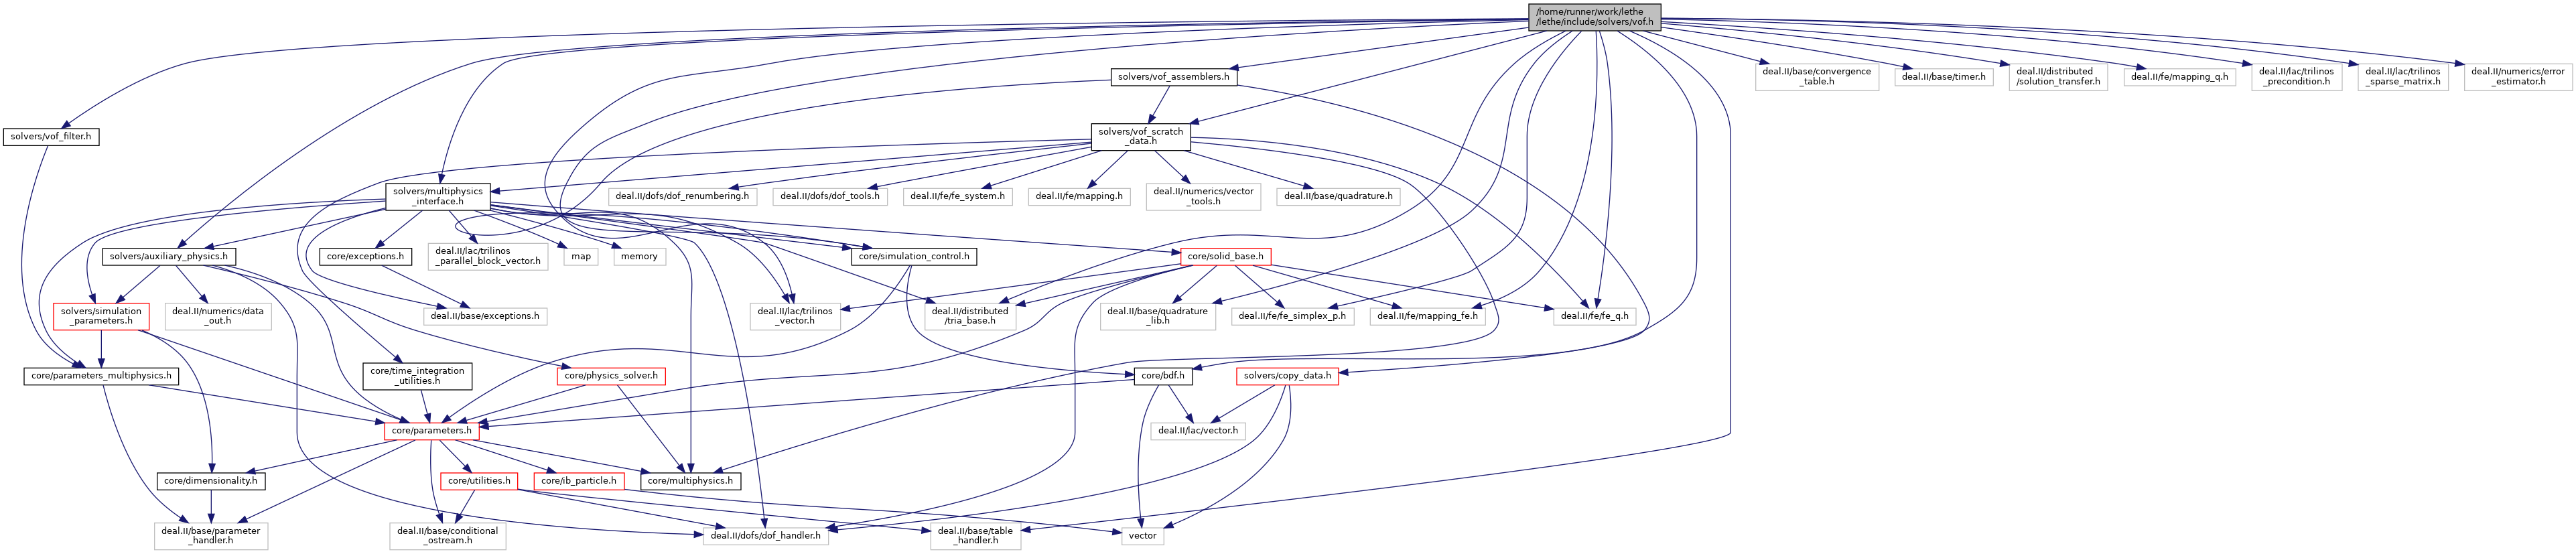 /home/runner/work/lethe
/lethe/include/solvers/vof.h
solvers/vof_assemblers.h
deal.II/base/convergence
_table.h
deal.II/base/timer.h
deal.II/distributed
/solution_transfer.h
deal.II/fe/mapping_q.h
deal.II/lac/trilinos
_precondition.h
deal.II/lac/trilinos
_sparse_matrix.h
deal.II/numerics/error
_estimator.h
solvers/vof_filter.h
solvers/vof_scratch
_data.h
solvers/multiphysics
_interface.h
deal.II/dofs/dof_renumbering.h
deal.II/dofs/dof_tools.h
deal.II/fe/fe_system.h
deal.II/fe/mapping.h
deal.II/numerics/vector
_tools.h
deal.II/base/quadrature.h
solvers/auxiliary_physics.h
core/exceptions.h
deal.II/lac/trilinos
_parallel_block_vector.h
map
memory
core/simulation_control.h
core/solid_base.h
solvers/simulation
_parameters.h
deal.II/numerics/data
_out.h
deal.II/base/exceptions.h
deal.II/lac/trilinos
_vector.h
deal.II/distributed
/tria_base.h
deal.II/base/quadrature
_lib.h
deal.II/fe/fe_simplex_p.h
deal.II/fe/mapping_fe.h
deal.II/fe/fe_q.h
core/parameters_multiphysics.h
core/time_integration
_utilities.h
core/physics_solver.h
core/bdf.h
solvers/copy_data.h
core/parameters.h
deal.II/lac/vector.h
core/dimensionality.h
core/utilities.h
core/ib_particle.h
core/multiphysics.h
deal.II/base/parameter
_handler.h
deal.II/base/conditional
_ostream.h
deal.II/dofs/dof_handler.h
deal.II/base/table
_handler.h
vector